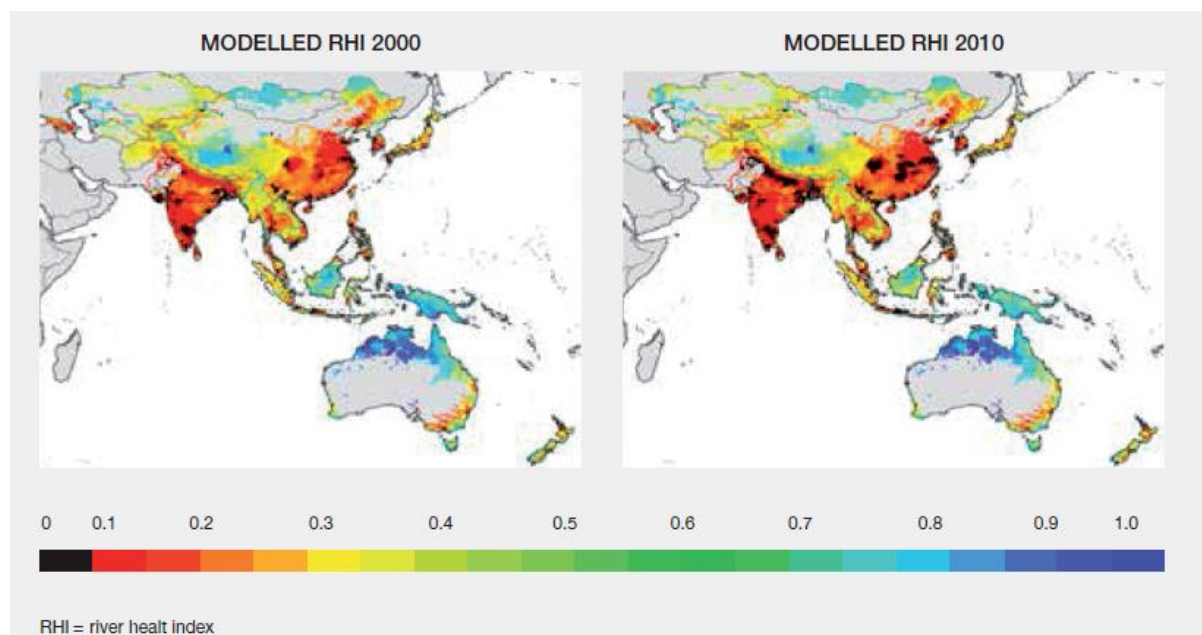 MODELLED RHI 2000
MODELLED RHI 2010
0 0.1 0.2 0.3 0.4 0.5 0.6 0.7 0.8 0.9 1.0
RHI = river healt index